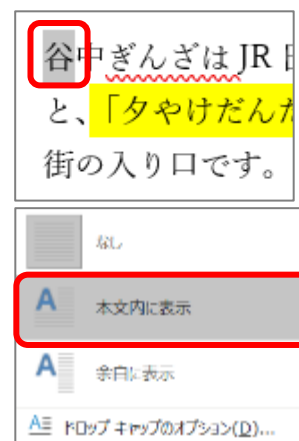 谷中ぎんざは JR
と、「夕やけだんだ
街の入り口です。
なし
本文内に表示
余白に表示
ドロップ キャップのオプション(D)...